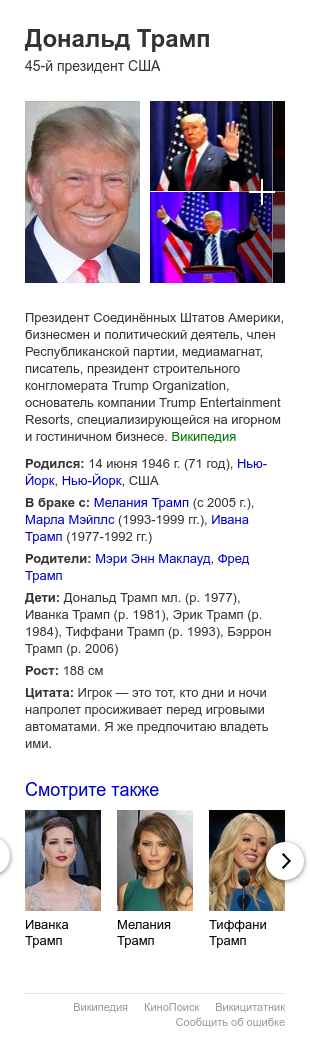 Дональд Трамп
45-й президент США
Президент Соединённых Штатов Америки,
бизнесмен и политический деятель, член
Республиканской партии, медиамагнат,
писатель, президент строительного
конгломерата Trump Organization,
основатель компании Trump Entertainment
Resorts, специализирующейся на игорном
и гостиничном бизнесе. Википедия
Родился: 14 июня 1946 г. (71 год), Нью-
Йорк, Нью-Йорк, США
В браке с: Мелания Трамп (с 2005 г.),
Марла Мэйплс (1993-1999 гг.), Ивана
Трамп (1977-1992 гг.)
Родители: Мэри Энн Маклауд, Фред
Трамп
Дети: Дональд Трамп мл. (р. 1977),
Иванка Трамп (р. 1981), Эрик Трамп (р.
1984), Тиффани Трамп (р. 1993), Бэррон
Трамп (р. 2006)
Рост: 188 см
Цитата: Игрок — это тот, кто дни и ночи
напролет просиживает перед игровыми
автоматами. Я же предпочитаю владеть
ими.
Смотрите также
Иванка
Трамп
Мелания
Трамп
Тиффани
Трамп
Википедия КиноПоиск Викицитатник
Сообщить об ошибке